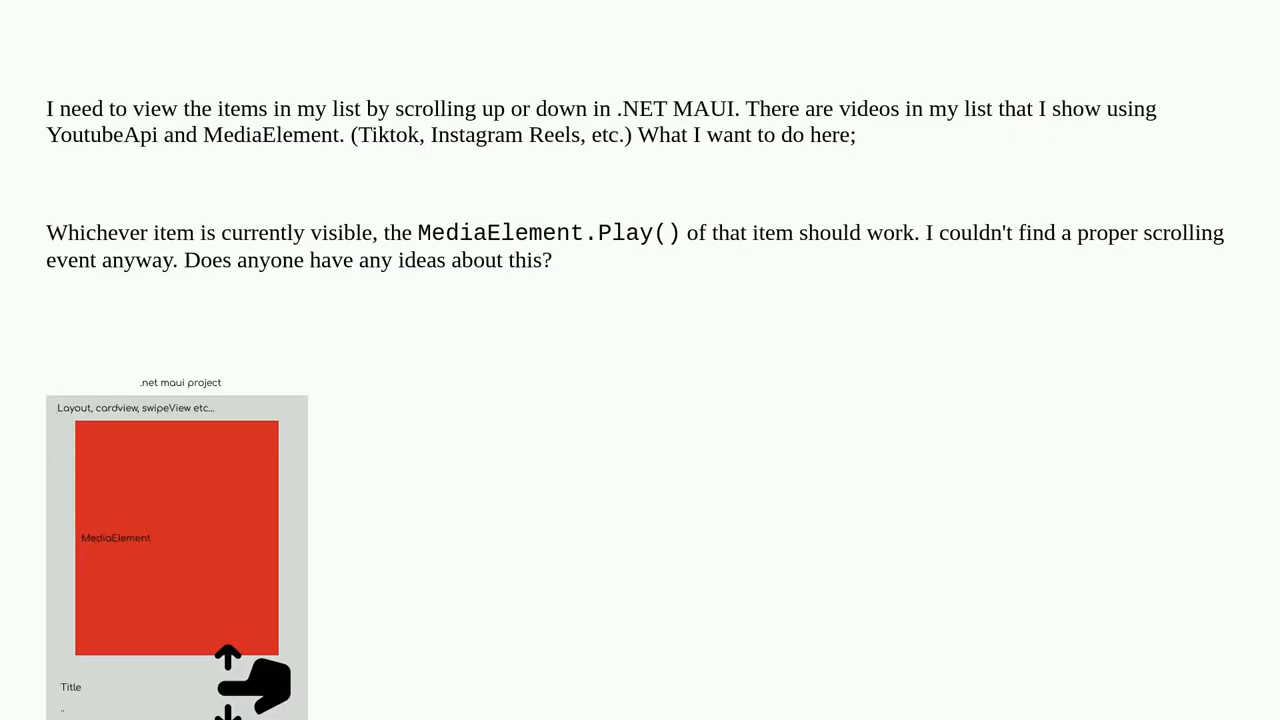 I need to view the items in my list by scrolling up or down in .NET MAUI. There are videos in my list that I show using
YoutubeApi and MediaElement. (Tiktok, Instagram Reels, etc.) What I want to do here;
Whichever item is currently visible, the MediaElement.Play() of that item should work. I couldn't find a proper scrolling
event anyway. Does anyone have any ideas about this?
.net maui project
Layout, cardview, swipeView etc...
MediaElement
Title
..